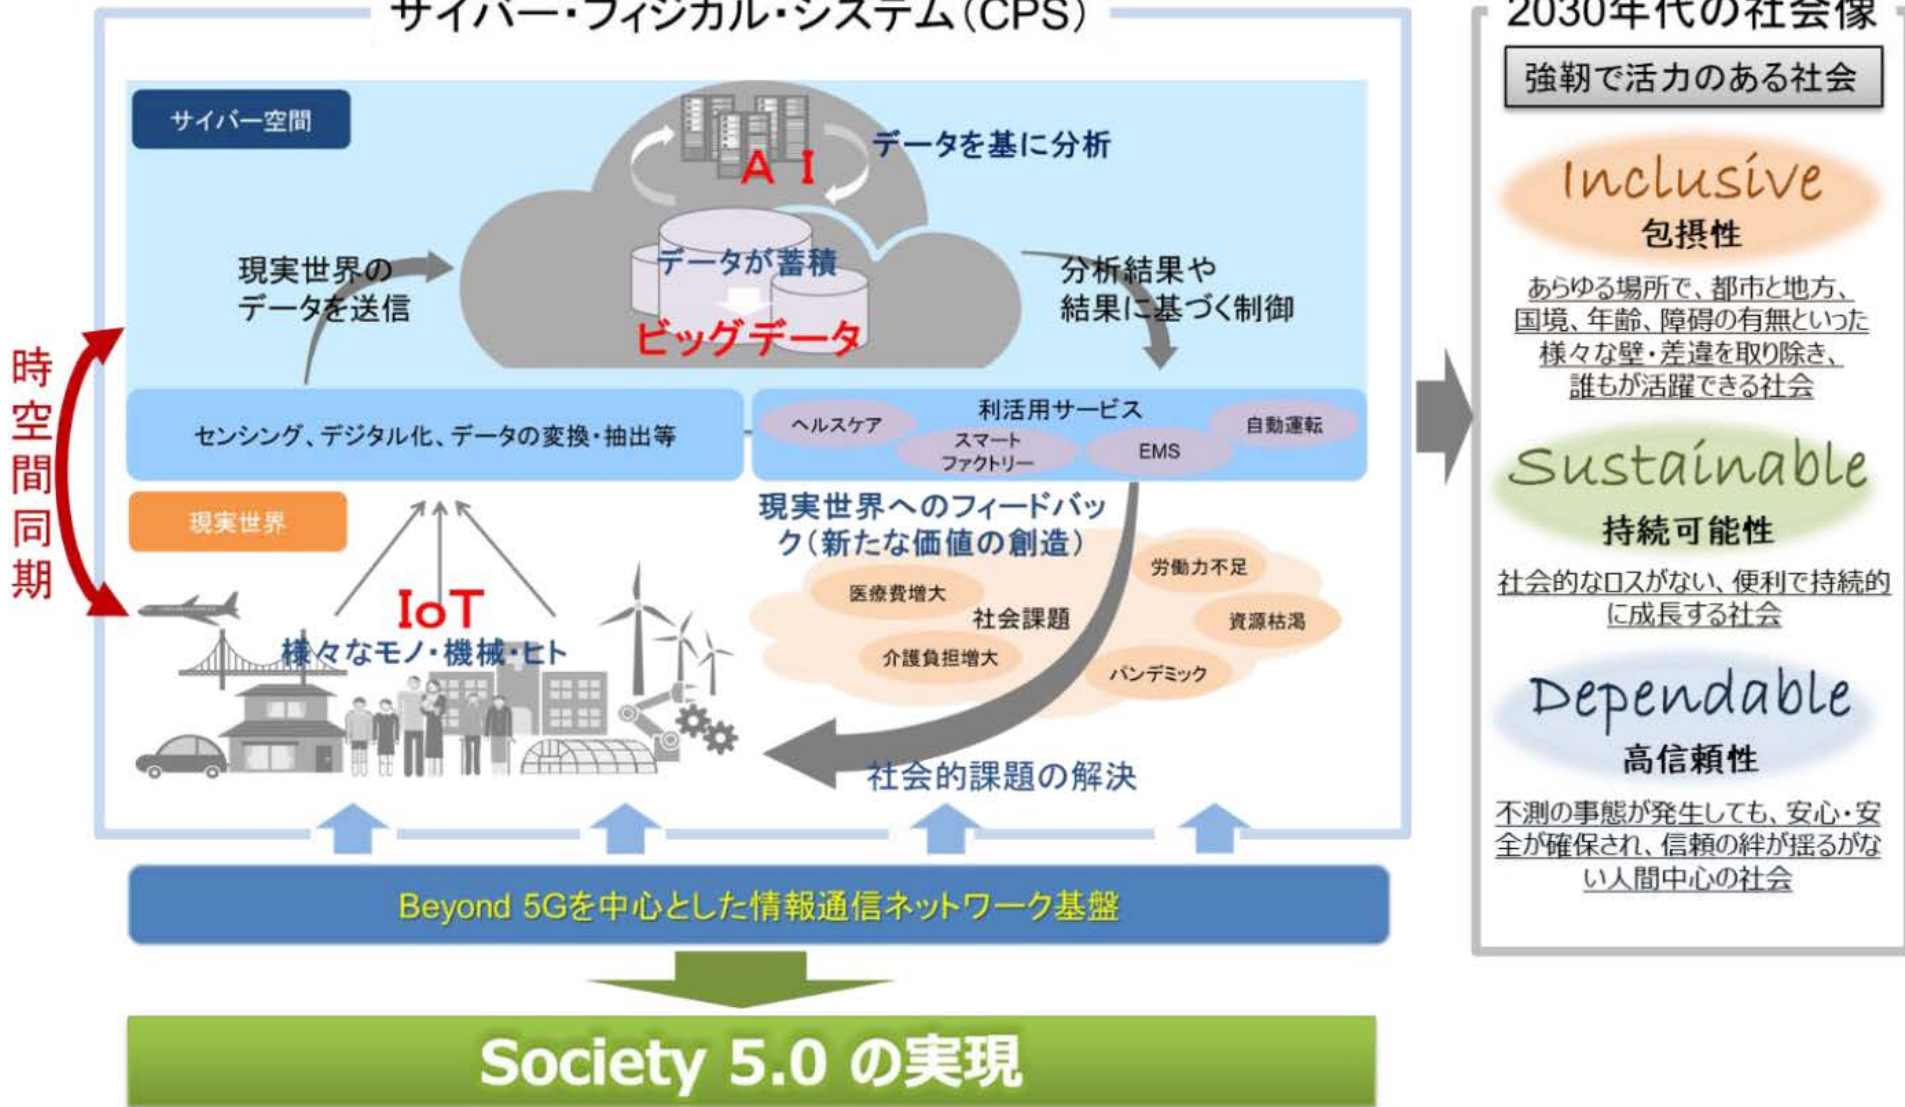 サイバー・フィジカル・システム(CPS)
サイバー空間
AI
データを基に分析
現実世界の
データを送信
データが蓄積
ビッグデータ
分析結果や
結果に基づく制御
時空間同期
センシング、デジタル化、データの変換・抽出等
利活用サービス
ヘルスケア
スマート
ファクトリー
EMS
自動運転
現実世界
現実世界へのフィードバッ
ク(新たな価値の創造)
IoT
様々なモノ・機械・ヒト
医療費増大
労働力不足
社会課題
資源枯渇
介護負担増大
パンデミック
社会的課題の解決
Beyond 5Gを中心とした情報通信ネットワーク基盤
Society 5.0 の実現
2030年代の社会像
強靭で活力のある社会
Inclusive
包摂性
あらゆる場所で、都市と地方、
国境、年齢、障碍の有無といった
様々な壁・差違を取り除き、
誰もが活躍できる社会
Sustainable
持続可能性
社会的なロスがない、便利で持続的
に成長する社会
Dependable
高信頼性
不測の事態が発生しても、安心・安
全が確保され、信頼の絆が揺るがな
い人間中心の社会